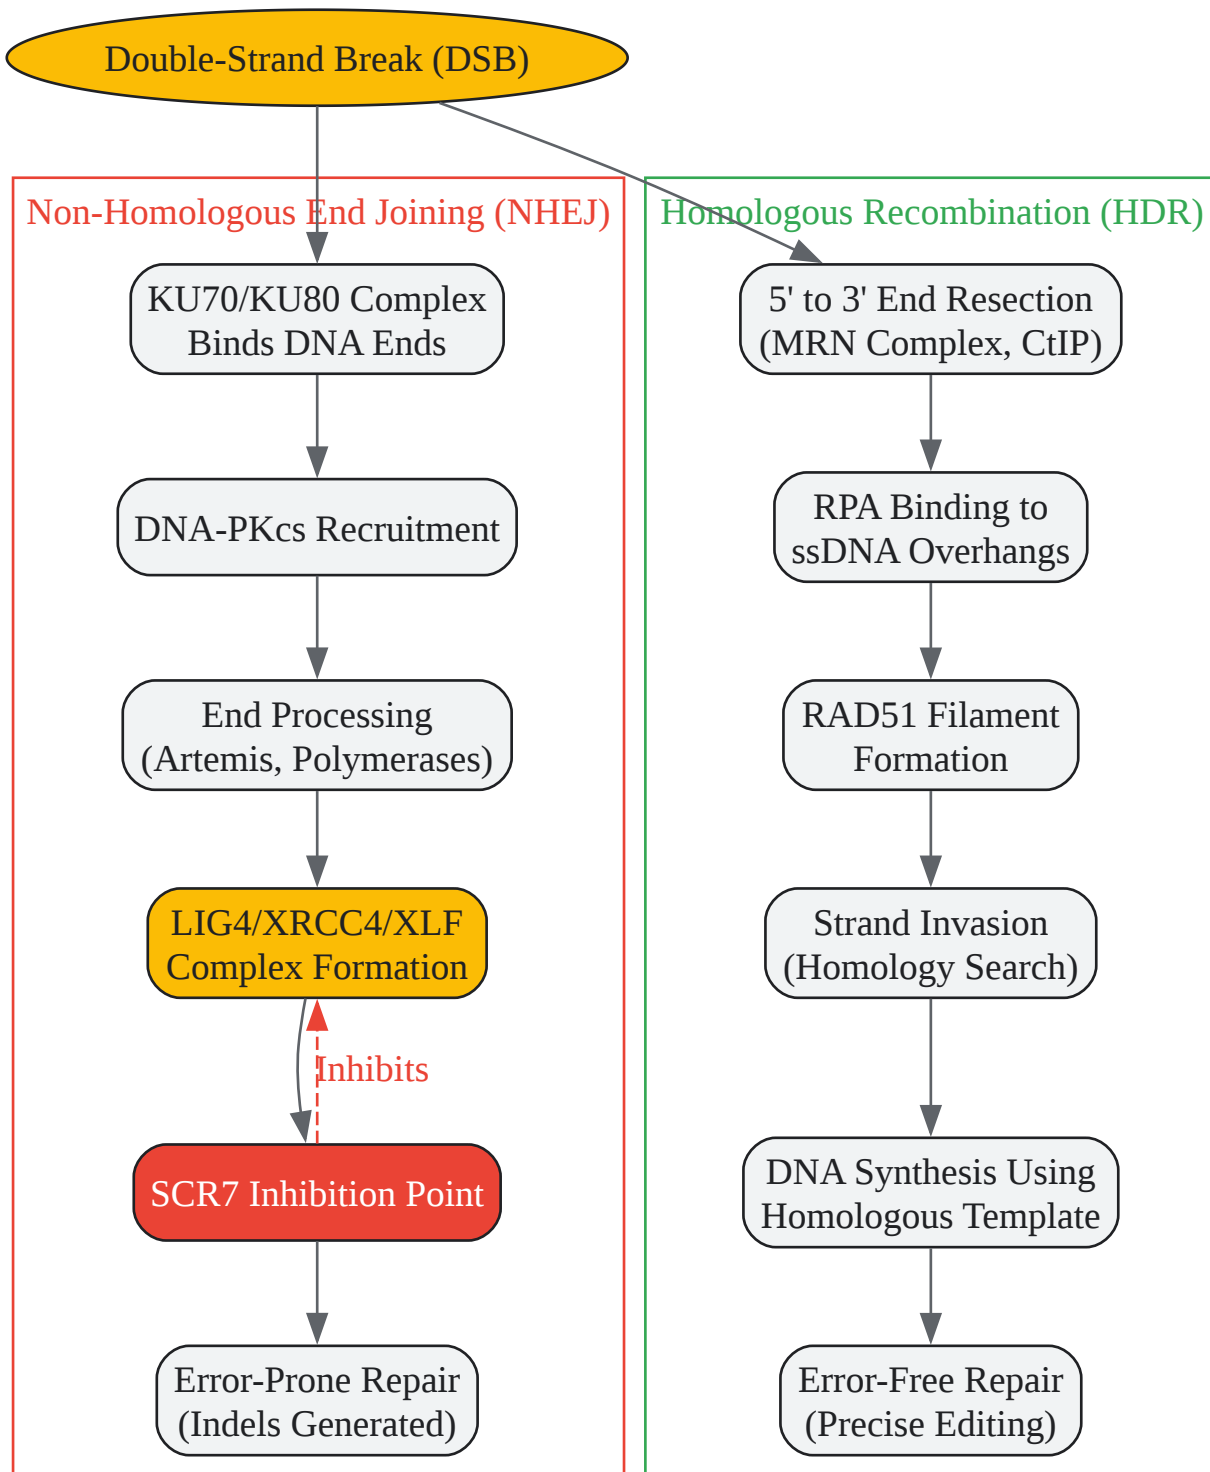 Double-Strand Break (DSB)
Non-Homologous End Joining (NHEJ)
KU70/KU80 Complex
Binds DNA Ends
DNA-PKcs Recruitment
End Processing
(Artemis, Polymerases)
LIG4/XRCC4/XLF
Complex Formation
Inhibits
SCR7 Inhibition Point
Error-Prone Repair
(Indels Generated)
Homologous Recombination (HDR)
5' to 3' End Resection
(MRN Complex, CtIP)
RPA Binding to
ssDNA Overhangs
RAD51 Filament
Formation
Strand Invasion
(Homology Search)
DNA Synthesis Using
Homologous Template
Error-Free Repair
(Precise Editing)